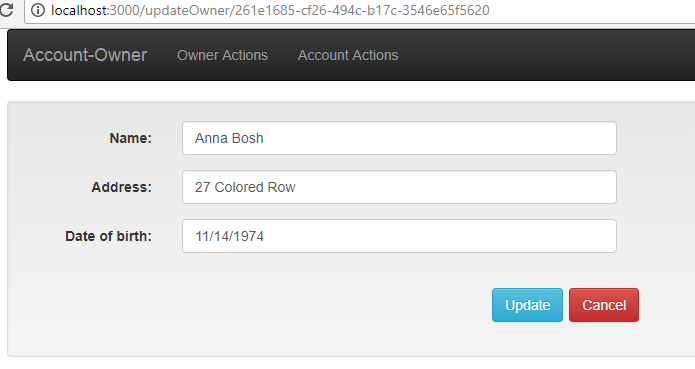 localhost:3000/updateOwner/261e1685-cf26-494c-b17c-3546e65f5620
Account-Owner Owner Actions Account Actions
Name: Anna Bosh
Address: 27 Colored Row
Date of birth: 11/14/1974
Update Cancel